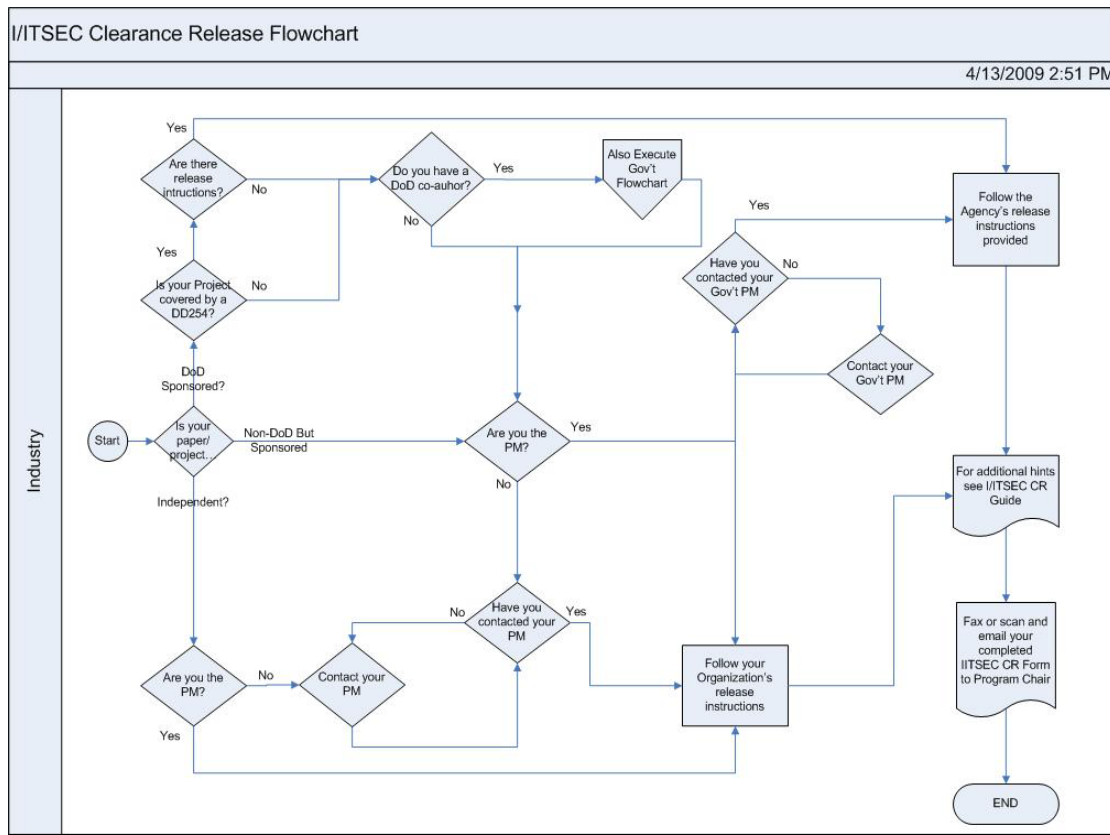 I/ITSEC Clearance Release Flowchart
4/13/2009 2:51 PM
Industry
Yes
Are there
release
intructions?
No
Do you have a
DoD co-auhor?
Yes
No
Also Execute
Gov't
Flowchart
Yes
Follow the
Agency's release
instructions
provided
Yes
Is your Project
covered by a
DD254?
No
Have you
contacted your
Gov't PM
No
Contact your
Gov't PM
DoD
Sponsored?
Start
Is your
paper/
project...
Non-DoD But
Sponsored
Are you the
PM?
Yes
No
Independent?
For additional hints
see I/ITSEC CR
Guide
Have you
contacted your
PM
No
Yes
Are you the
PM?
No
Yes
Contact your
PM
Follow your
Organization's
release
instructions
Fax or scan and
email your
completed
IITSEC CR Form
to Program Chair
END